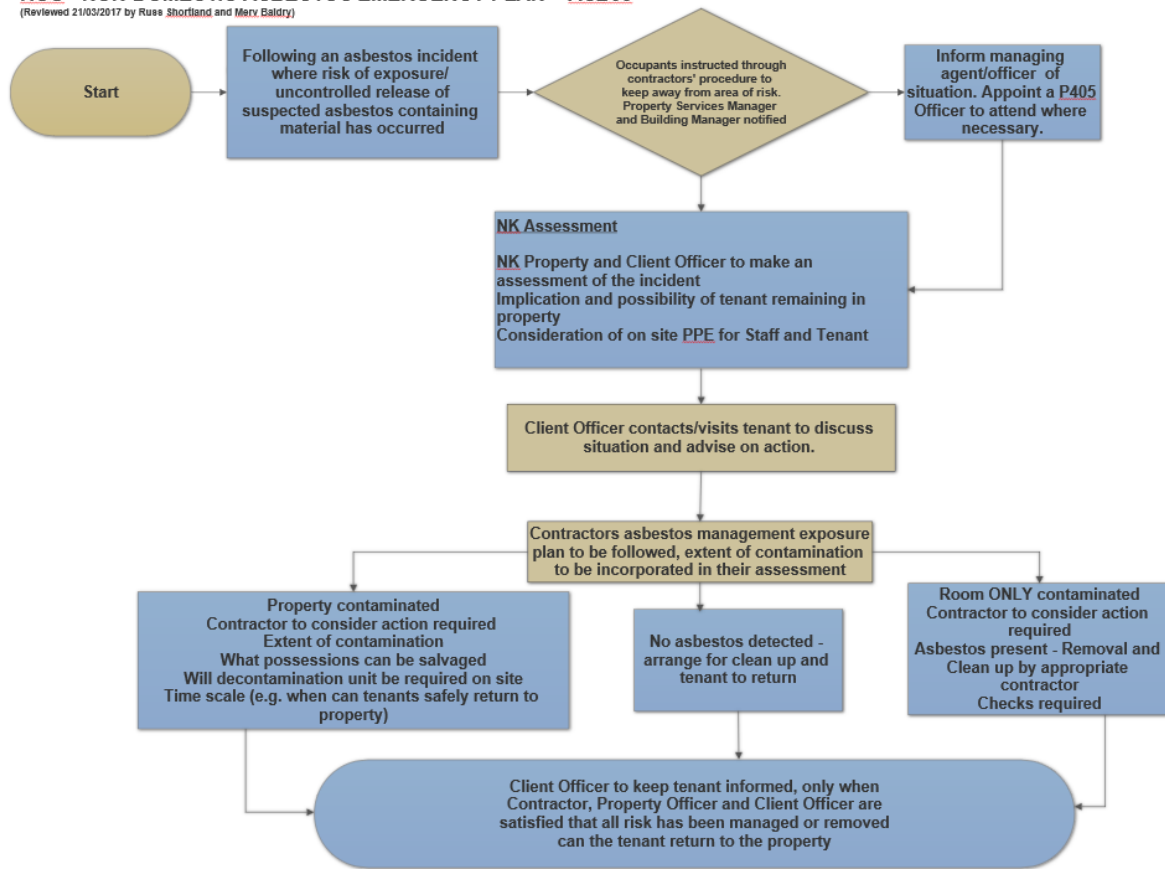 (Reviewed 21/03/2017 by Russ Shortland and Merv Baldry)
Start
Following an asbestos incident
where risk of exposure/
uncontrolled release of
suspected asbestos containing
material has occurred
Occupants instructed through
contractors' procedure to
keep away from area of risk.
Property Services Manager
and Building Manager notified
Inform managing
agent/officer of
situation. Appoint a P405
Officer to attend where
necessary.
NK Assessment
NK Property and Client Officer to make an
assessment of the incident
Implication and possibility of tenant remaining in
property
Consideration of on site PPE for Staff and Tenant
Client Officer contacts/visits tenant to discuss
situation and advise on action.
Contractors asbestos management exposure
plan to be followed, extent of contamination
to be incorporated in their assessment
Property contaminated
Contractor to consider action required
Extent of contamination
What possessions can be salvaged
Will decontamination unit be required on site
Time scale (e.g. when can tenants safely return to
property)
No asbestos detected -
arrange for clean up and
tenant to return
Room ONLY contaminated
Contractor to consider action
required
Asbestos present - Removal and
Clean up by appropriate
contractor
Checks required
Client Officer to keep tenant informed, only when
Contractor, Property Officer and Client Officer are
satisfied that all risk has been managed or removed
can the tenant return to the property